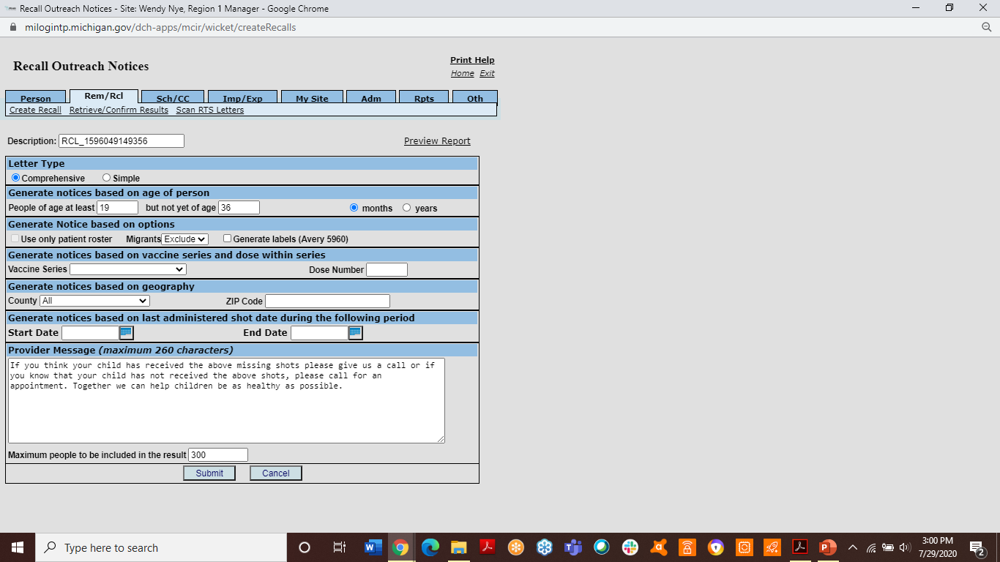 Recall Outreach Notices - Site: Wendy Nye, Region 1 Manager - Google Chrome
milogintp.michigan.gov/dch-apps/mcir/wicket/createRecalls
Print Help
Recall Outreach Notices
Home Exit
Person Rem/Rcl Sch/CC Imp/Exp My Site Adm Rpts Oth
Create Recall Retrieve/Confirm Results Scan RTS Letters
Description: RCL_1596049149356 Preview Report
Letter Type
Comprehensive Simple
Generate notices based on age of person
People of age at least 19 but not yet of age 36 months years
Generate Notice based on options
Use only patient roster Migrants Exclude Generate labels (Avery 5960)
Generate notices based on vaccine series and dose within series
Vaccine Series Dose Number
Generate notices based on geography
County All ZIP Code
Generate notices based on last administered shot date during the following period
Start Date End Date
Provider Message (maximum 260 characters)
If you think your child has received the above missing shots please give us a call or if
you know that your child has not received the above shots, please call for an
appointment. Together we can help children be as healthy as possible.
Maximum people to be included in the result 300
Submit Cancel
Type here to search
3:00 PM
7/29/2020
2